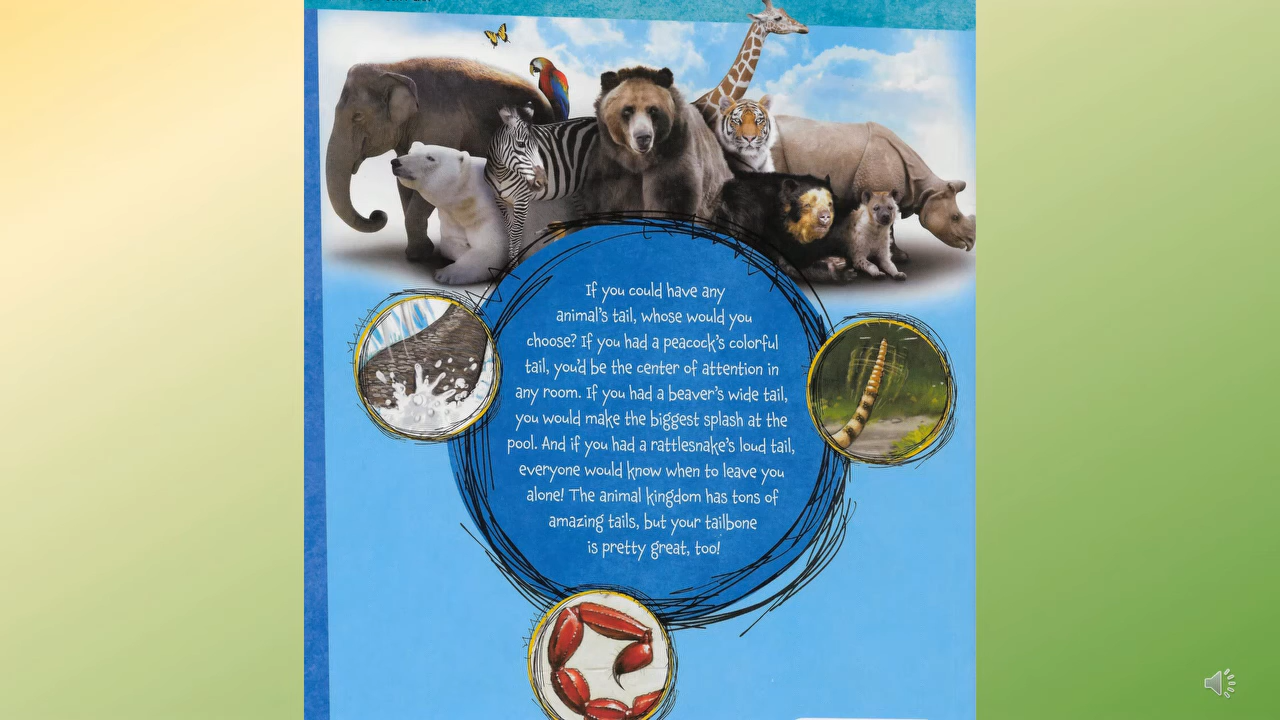 If you could have any
animal's tail, whose would you
choose? If you had a peacock's colorful
tail, you'd be the center of attention in
any room. If you had a beaver's wide tail,
you would make the biggest splash at the
pool. And if you had a rattlesnake's loud tail,
everyone would know when to leave you
alone! The animal kingdom has tons of
amazing tails, but your tailbone
is pretty great, too!